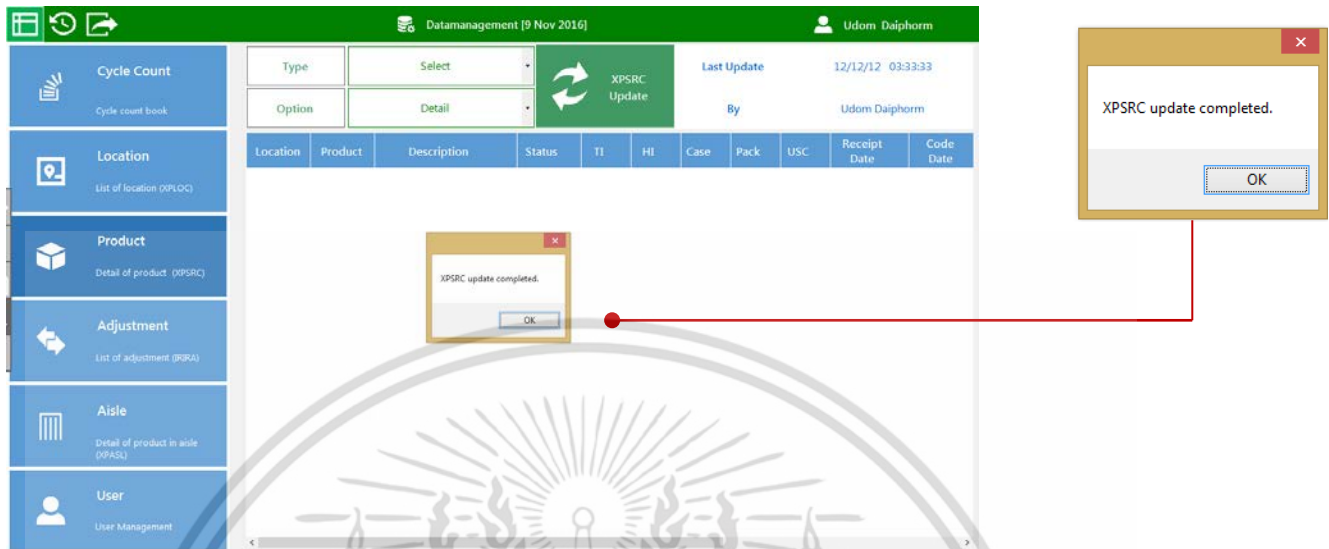 Datamanagement [9 Nov 2016]
Udom Daiphorm
Cycle Count
Cycle count book
Location
List of location (XPLOC)
Product
Detail of product (XPSRC)
Adjustment
List of adjustment (IRIRA)
Aisle
Detail of product in aisle
(XPASL)
User
User Management
Type
Select
Option
Detail
XPSRC
Update
Last Update
12/12/12 03:33:33
By
Udom Daiphorm
Location Product Description Status TI HI Case Pack USC Receipt Date Code Date
XPSRC update completed.
OK
XPSRC update completed.
OK